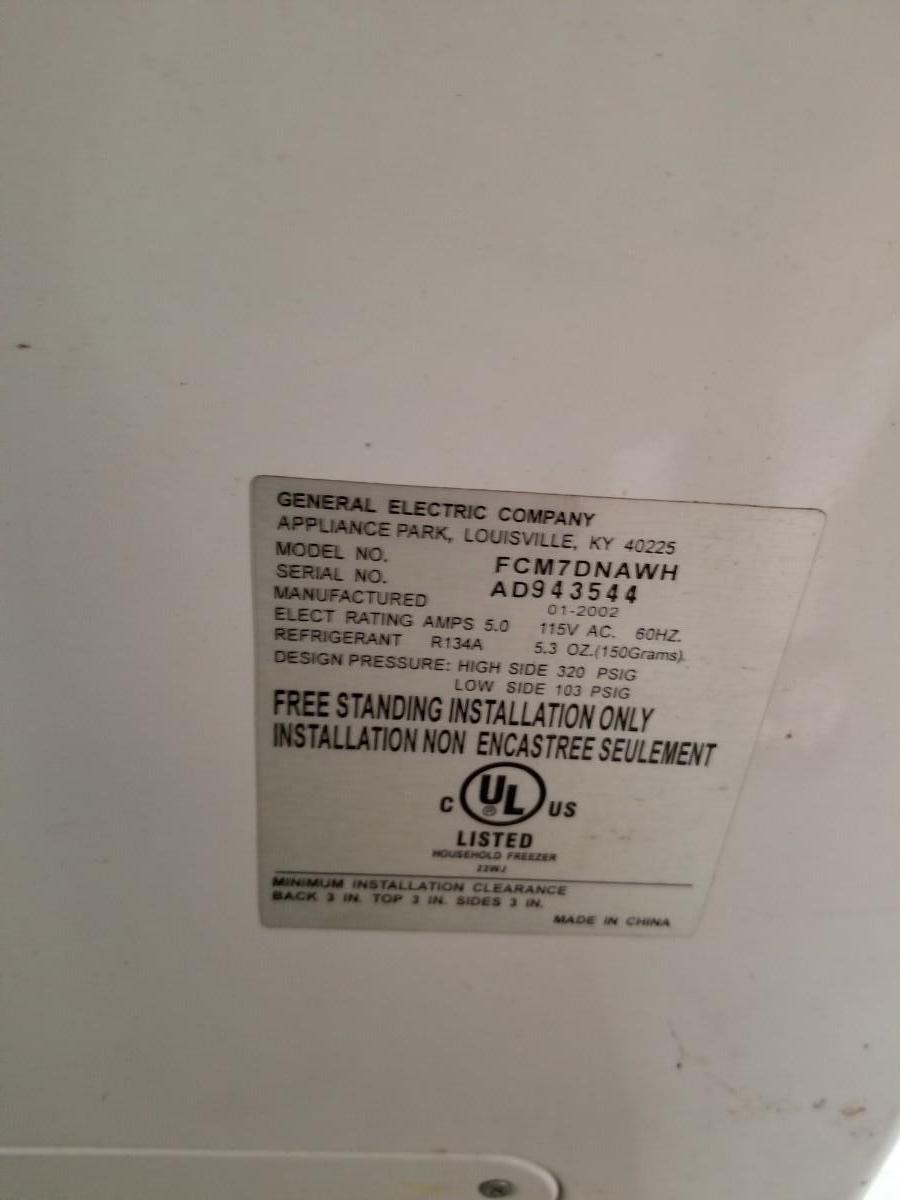 GENERAL ELECTRIC COMPANY
APPLIANCE PARK, LOUISVILLE, KY 40225
MODEL NO. FCM7DNAWH
SERIAL NO. AD943544
MANUFACTURED 01-2002
ELECT RATING AMPS 5.0 115V AC. 60HZ.
REFRIGERANT R134A 5.3 OZ.(150Grams).
DESIGN PRESSURE: HIGH SIDE 320 PSIG
LOW SIDE 103 PSIG
FREE STANDING INSTALLATION ONLY
INSTALLATION NON ENCASTREE SEULEMENT
C UL ® US
LISTED
HOUSEHOLD FREEZER
22WJ
MINIMUM INSTALLATION CLEARANCE
BACK 3 IN. TOP 3 IN. SIDES 3 IN.
MADE IN CHINA